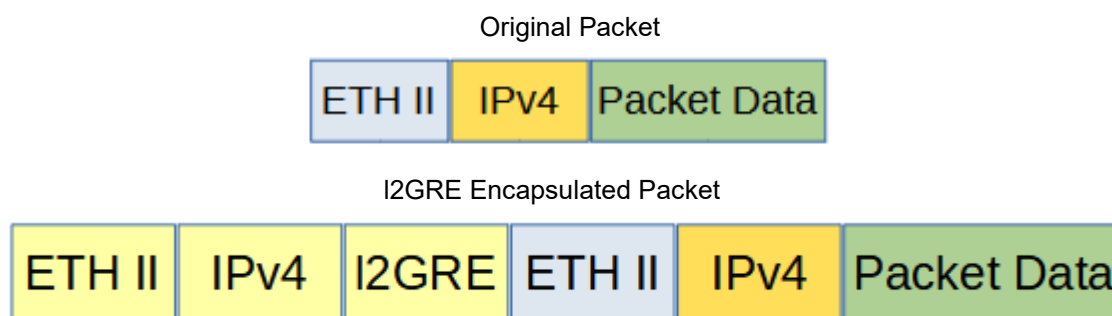 Original Packet
ETH II IPv4 Packet Data
l2GRE Encapsulated Packet
ETH II IPv4 l2GRE ETH II IPv4 Packet Data